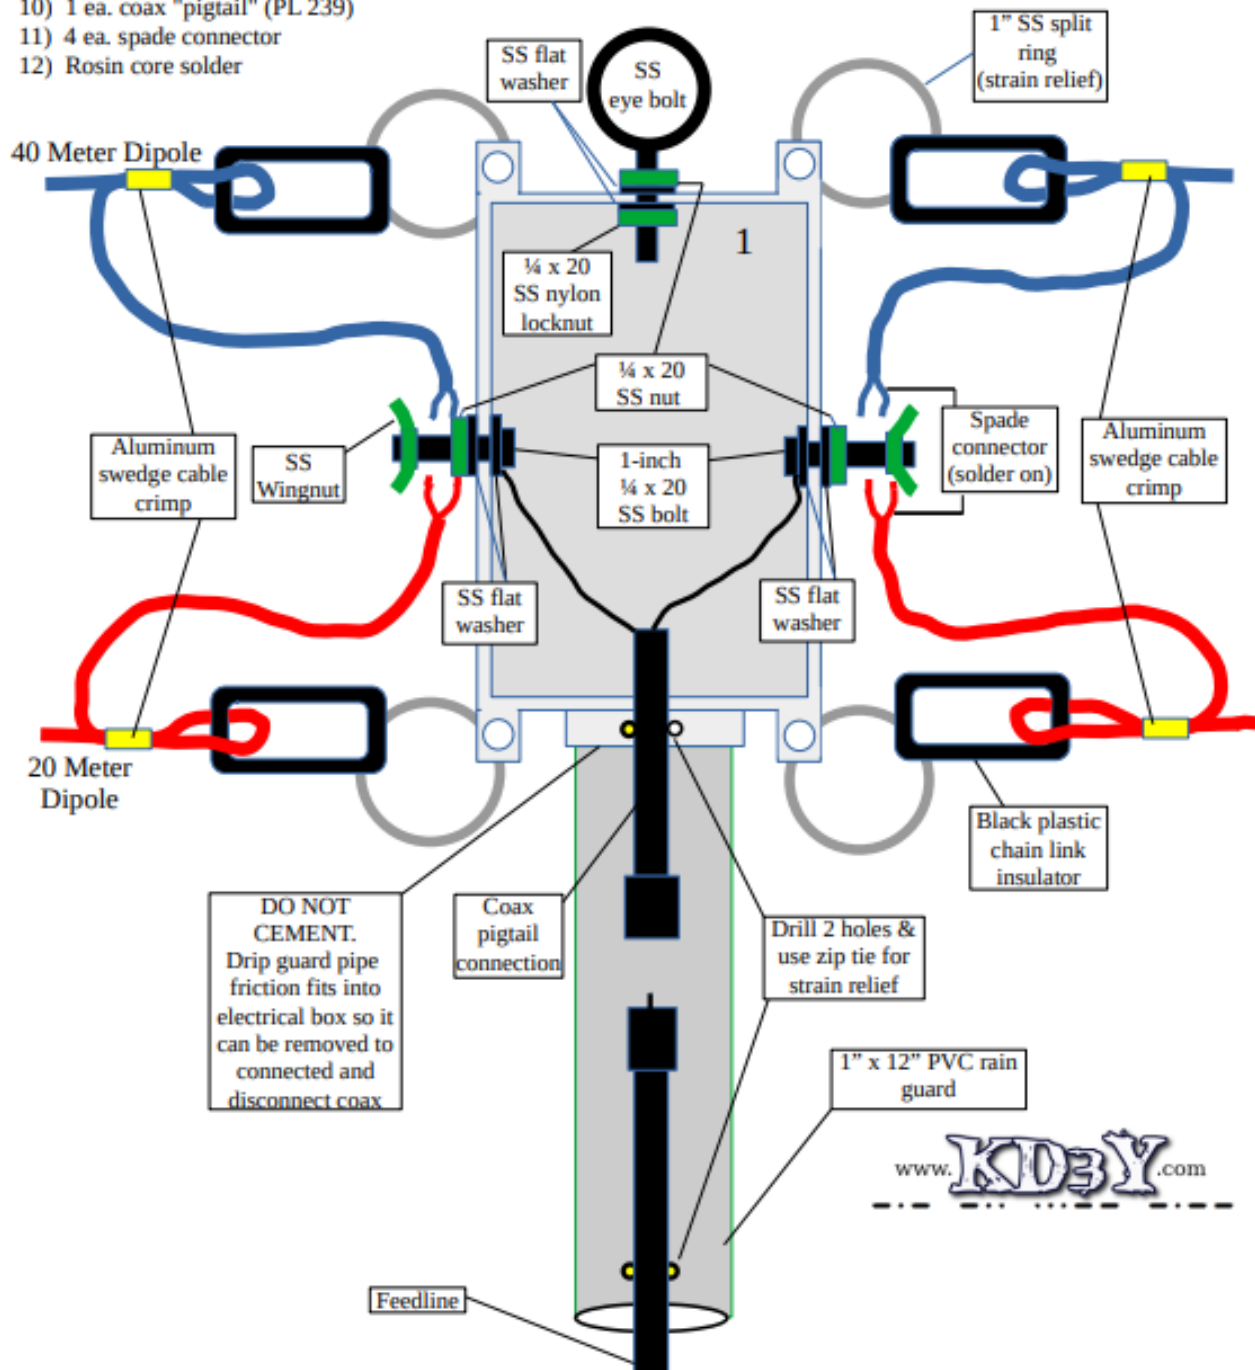 10) 1 ea. coax "pigtail" (PL 239)
11) 4 ea. spade connector
12) Rosin core solder
SS flat
washer
SS
eye bolt
1” SS split
ring
(strain relief)
40 Meter Dipole
1
¼ x 20
SS nylon
locknut
¼ x 20
SS nut
Aluminum
swedge cable
crimp
SS
Wingnut
1-inch
¼ x 20
SS bolt
Spade
connector
(solder on)
Aluminum
swedge cable
crimp
SS flat
washer
SS flat
washer
20 Meter
Dipole
Black plastic
chain link
insulator
DO NOT
CEMENT.
Drip guard pipe
friction fits into
electrical box so it
can be removed to
connected and
disconnect coax
Coax
pigtail
connection
Drill 2 holes &
use zip tie for
strain relief
1” x 12” PVC rain
guard
www.KD3Y.com
Feedline